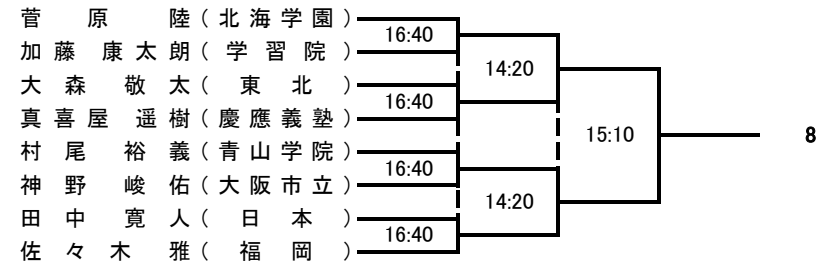 菅原 陸(北海学園)
16:40
加藤 康太朗(学習院)
14:20
大森 敬太(東北)
16:40
真喜屋 遥樹(慶應義塾)
15:10
8
村尾 裕義(青山学院)
16:40
神野 峻佑(大阪市立)
14:20
田中 寛人(日本)
16:40
佐々木 雅(福岡)